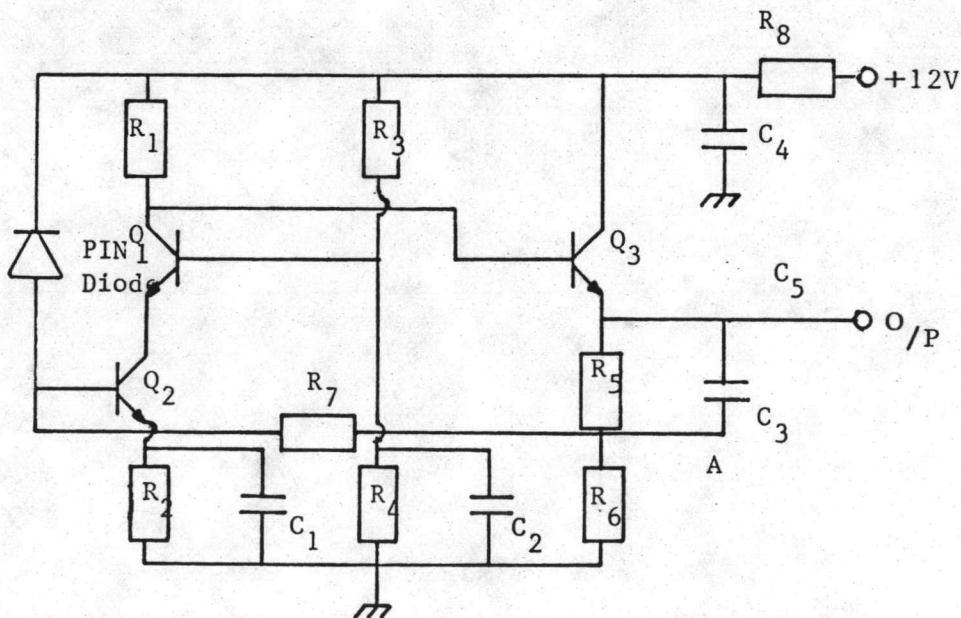 R8
+12V
R1
R3
C4
Q1
PIN
Diode
Q3
C5
O/P
Q2
R7
R5
C3
A
R2
C1
R4
C2
R6